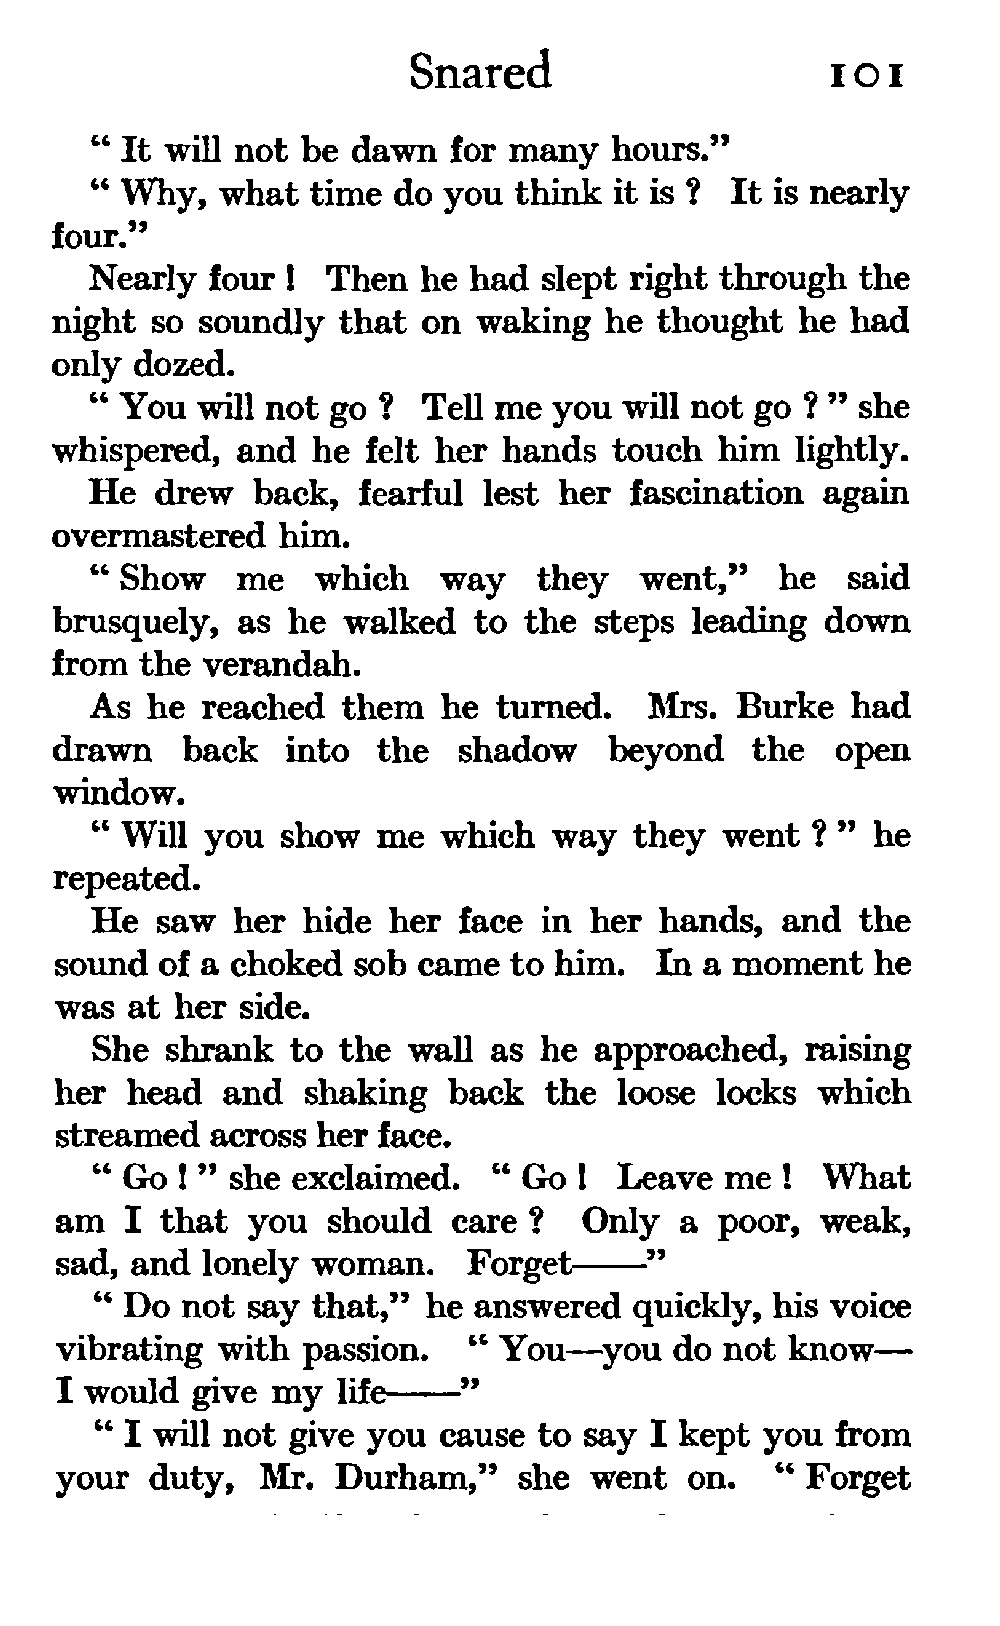 Snared 101
“ It will not be dawn for many hours.”
“ Why, what time do you think it is ? It is nearly
four.”
Nearly four ! Then he had slept right through the
night so soundly that on waking he thought he had
only dozed.
“ You will not go ? Tell me you will not go ? ” she
whispered, and he felt her hands touch him lightly.
He drew back, fearful lest her fascination again
overmastered him.
“ Show me which way they went,” he said
brusquely, as he walked to the steps leading down
from the verandah.
As he reached them he turned. Mrs. Burke had
drawn back into the shadow beyond the open
window.
“ Will you show me which way they went ? ” he
repeated.
He saw her hide her face in her hands, and the
sound of a choked sob came to him. In a moment he
was at her side.
She shrank to the wall as he approached, raising
her head and shaking back the loose locks which
streamed across her face.
“ Go ! ” she exclaimed. “ Go ! Leave me ! What
am I that you should care ? Only a poor, weak,
sad, and lonely woman. Forget——”
“ Do not say that,” he answered quickly, his voice
vibrating with passion. “ You—you do not know—
I would give my life——”
“ I will not give you cause to say I kept you from
your duty, Mr. Durham,” she went on. “ Forget